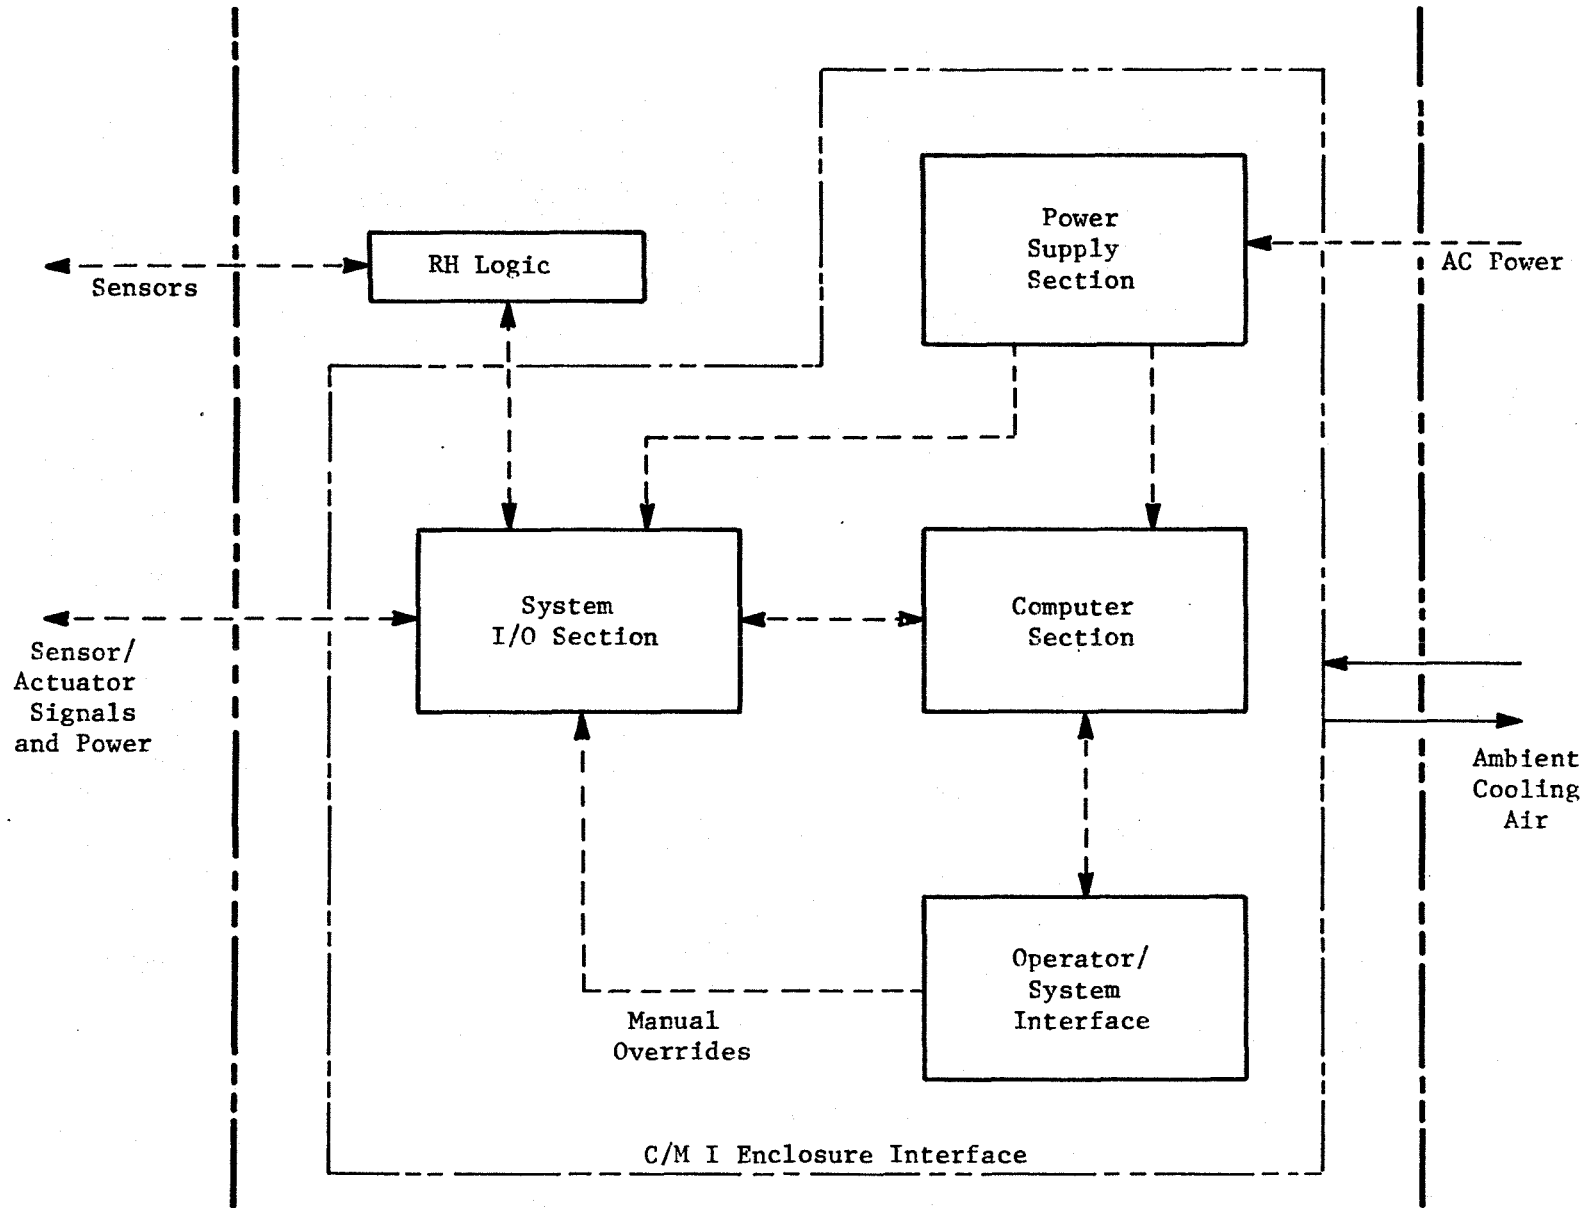 Power
Supply
Section
RH Logic
Sensors
AC Power
System
I/O Section
Computer
Section
Sensor/
Actuator
Signals
and Power
Ambient
Cooling
Air
Operator/
System
Interface
Manual
Overrides
C/M I Enclosure Interface